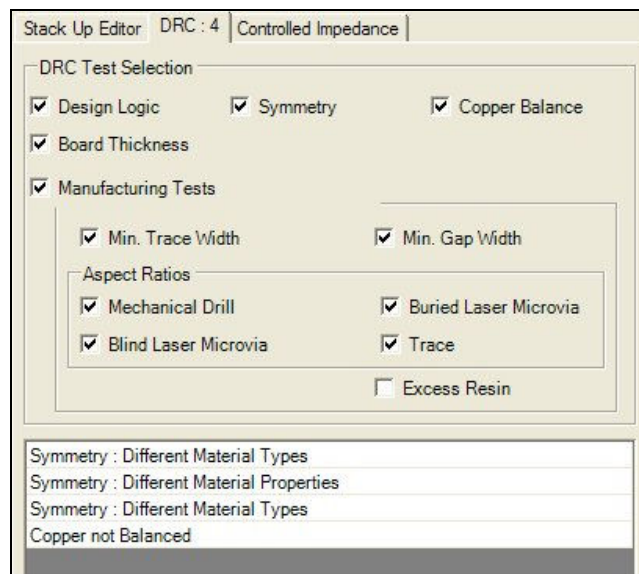 Stack Up Editor DRC : 4 Controlled Impedance
DRC Test Selection
Design Logic Symmetry Copper Balance
Board Thickness
Manufacturing Tests
Min. Trace Width Min. Gap Width
Aspect Ratios
Mechanical Drill Buried Laser Microvia
Blind Laser Microvia Trace
Excess Resin
Symmetry : Different Material Types
Symmetry : Different Material Properties
Symmetry : Different Material Types
Copper not Balanced